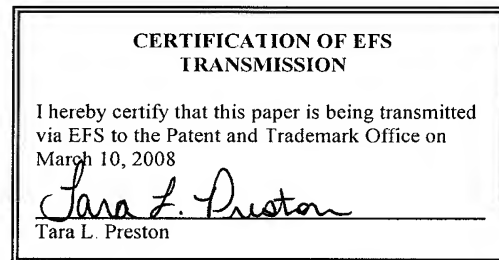 CERTIFICATION OF EFS
TRANSMISSION
I hereby certify that this paper is being transmitted
via EFS to the Patent and Trademark Office on
March 10, 2008
Tara L. Preston
Tara L. Preston